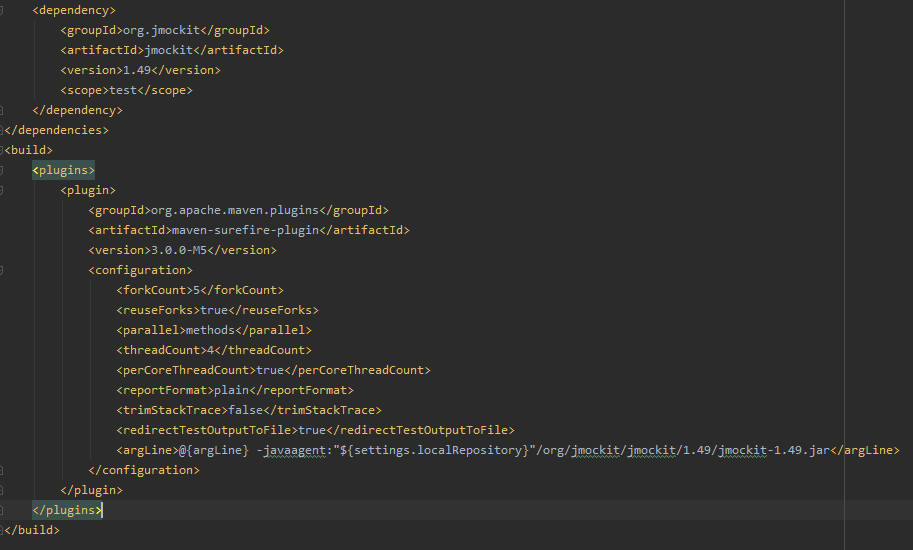 <dependency>
<groupId>org.jmockit</groupId>
<artifactId>jmockit</artifactId>
<version>1.49</version>
<scope>test</scope>
</dependency>
</dependencies>
<build>
<plugins>
<plugin>
<groupId>org.apache.maven.plugins</groupId>
<artifactId>maven-surefire-plugin</artifactId>
<version>3.0.0-M5</version>
<configuration>
<forkCount>5</forkCount>
<reuseForks>true</reuseForks>
<parallel>methods</parallel>
<threadCount>4</threadCount>
<perCoreThreadCount>true</perCoreThreadCount>
<reportFormat>plain</reportFormat>
<trimStackTrace>false</trimStackTrace>
<redirectTestOutputToFile>true</redirectTestOutputToFile>
<argLine>@{argLine} -javaagent:"${settings.localRepository}"/org/jmockit/jmockit/1.49/jmockit-1.49.jar</argLine>
</configuration>
</plugin>
</plugins>
</build>